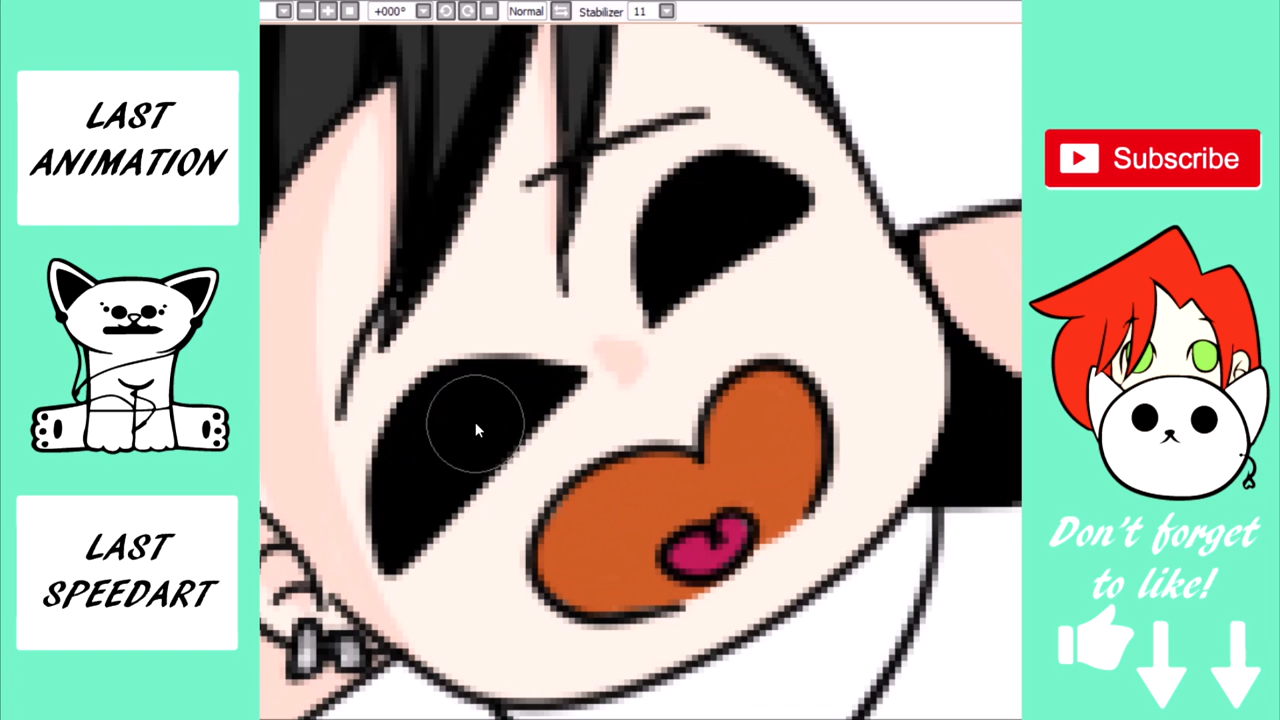 +000° Normal Stabilizer 11
LAST
ANIMATION
LAST
SPEEDART
Subscribe
Don't forget
to like!